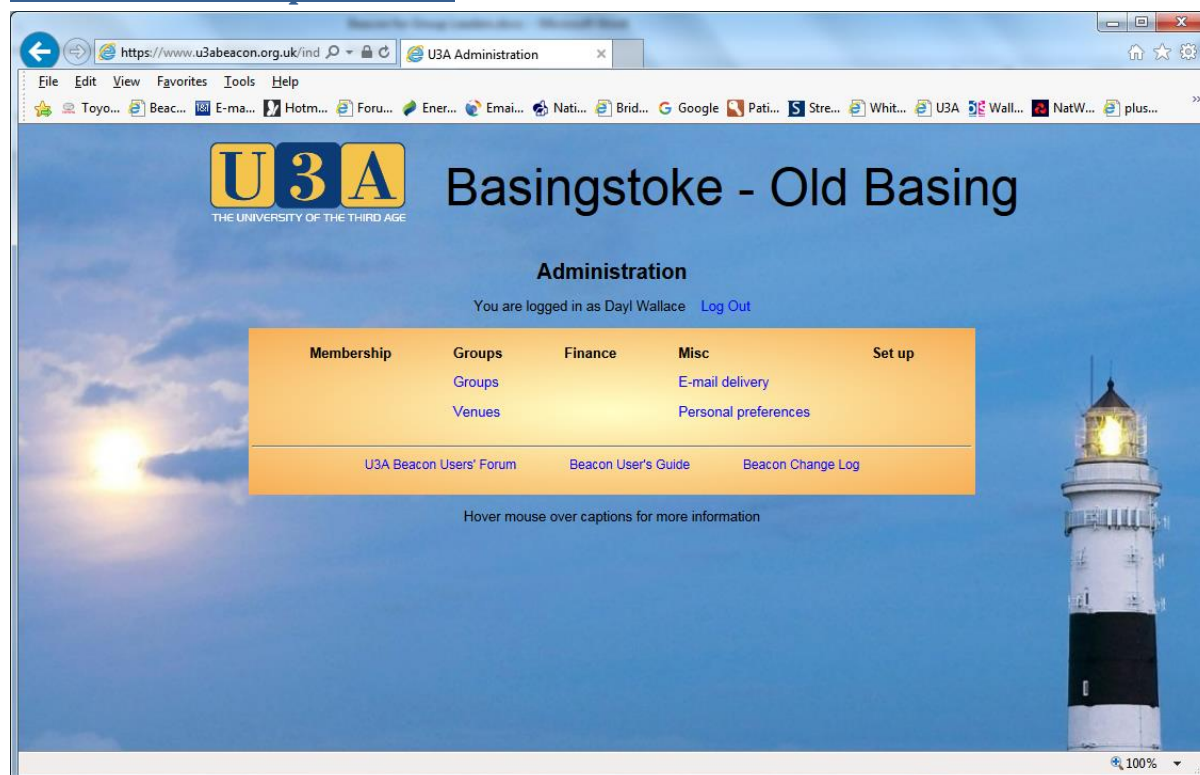 https://www.u3abeacon.org.uk/ind
U3A Administration
File Edit View Favorites Tools Help
Toyo... Beac... E-ma... Hotm... Foru... Ener... Emai... Nati... Brid... Google Pati... Stre... Whit... U3A Wall... NatW... plus...
U3A
THE UNIVERSITY OF THE THIRD AGE
Basingstoke - Old Basing
Administration
You are logged in as Dayl Wallace Log Out
Membership Groups Finance Misc Set up
Groups E-mail delivery
Venues Personal preferences
U3A Beacon Users' Forum Beacon User's Guide Beacon Change Log
Hover mouse over captions for more information
100%